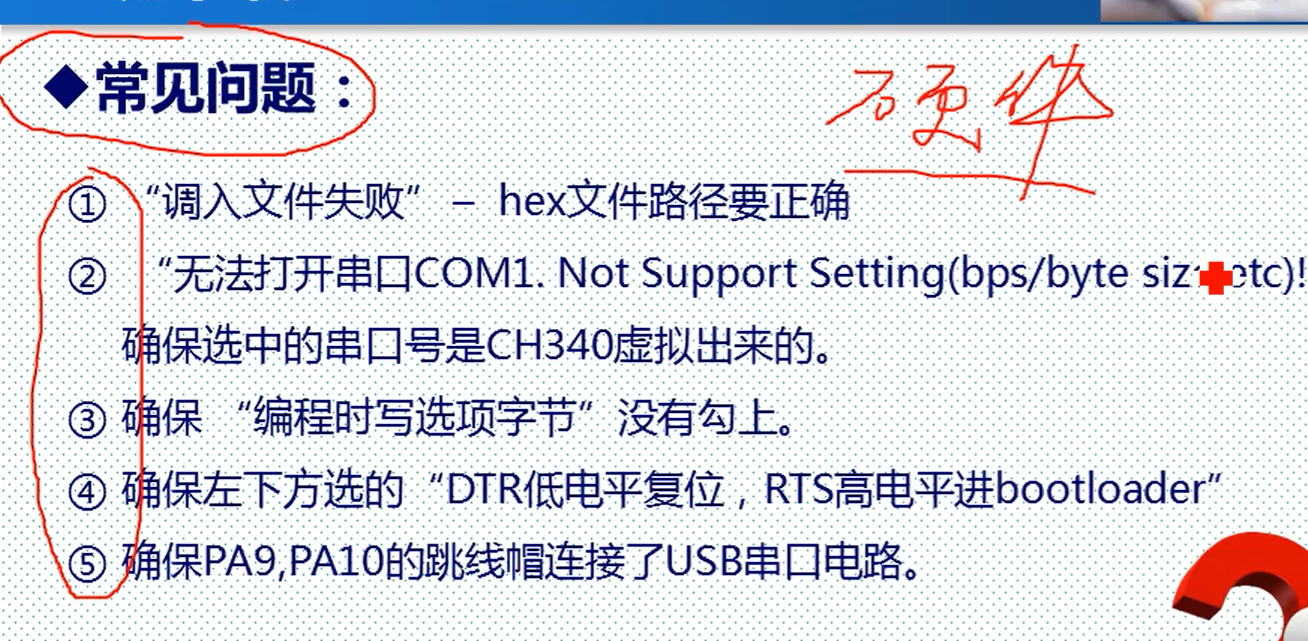 ◆常见问题：
硬件
① “调入文件失败” – hex文件路径要正确
② “无法打开串口COM1. Not Support Setting(bps/byte size etc)!
确保选中的串口号是CH340虚拟出来的。
③ 确保 “编程时写选项字节”没有勾上。
④ 确保左下方选的“DTR低电平复位，RTS高电平进bootloader”
⑤ 确保PA9,PA10的跳线帽连接了USB串口电路。